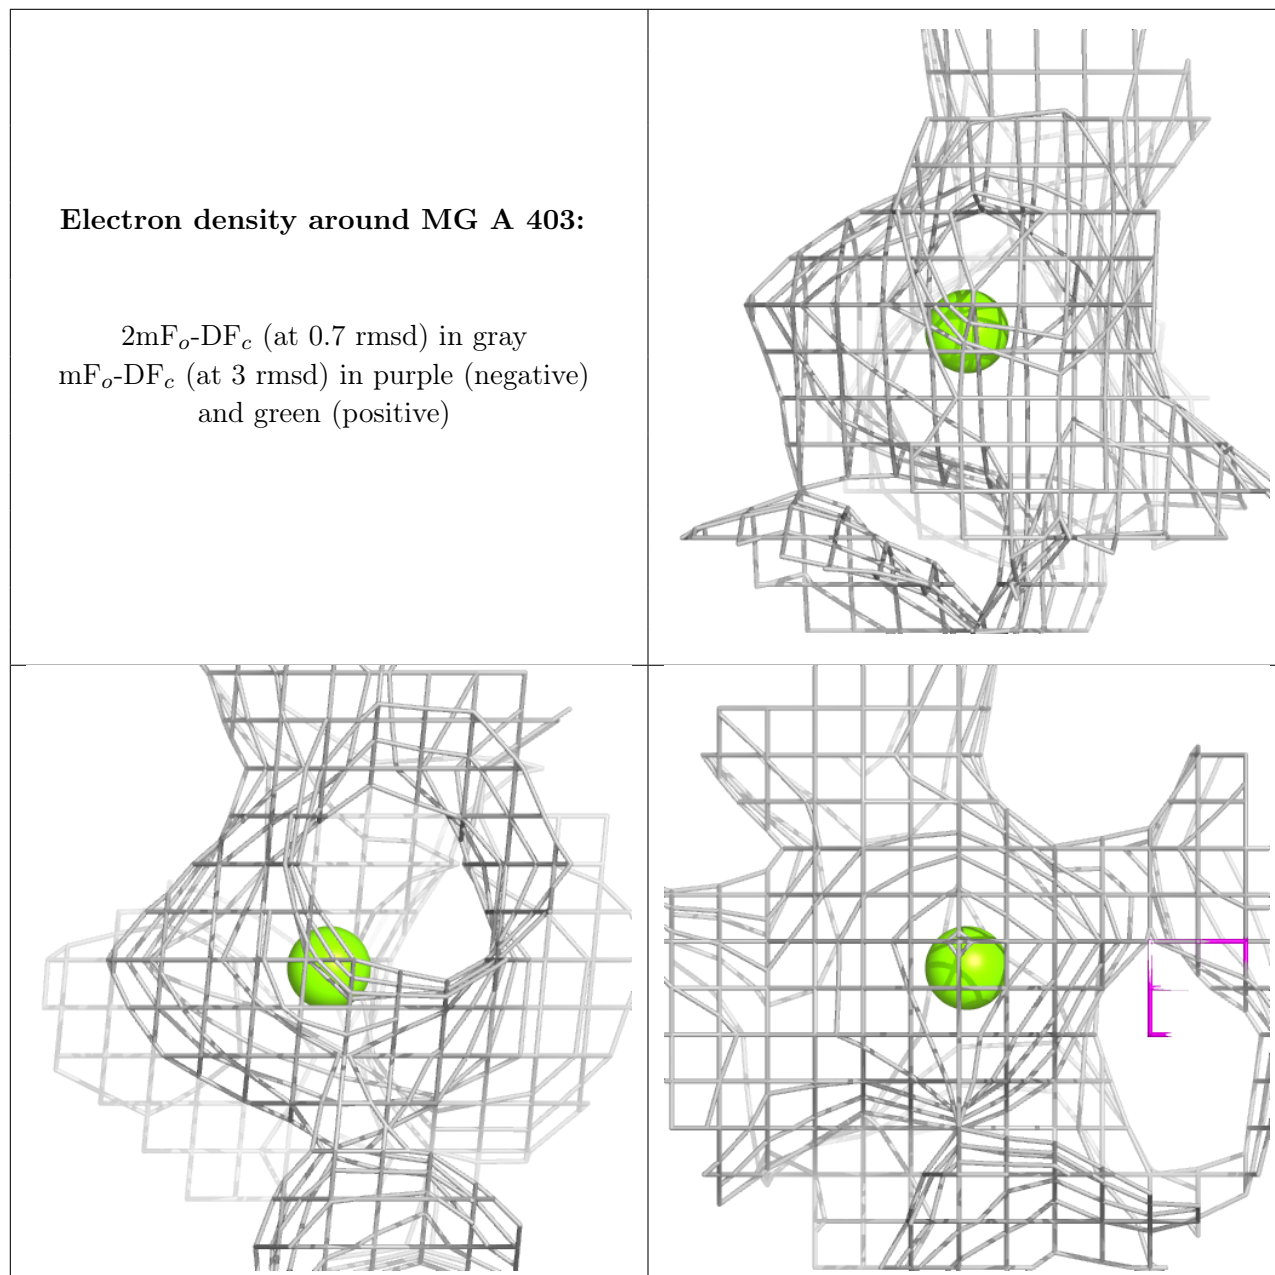 Electron density around MG A 403:
2mFo-DFc (at 0.7 rmsd) in gray
mFo-DFc (at 3 rmsd) in purple (negative)
and green (positive)